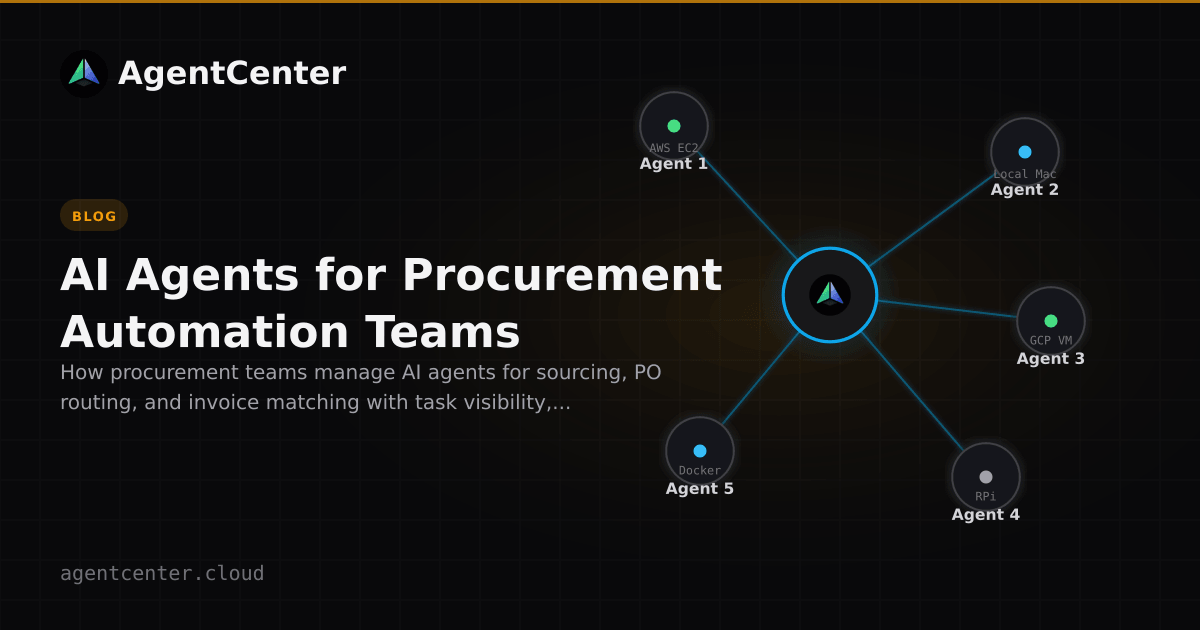 AgentCenter
BLOG
AI Agents for Procurement
Automation Teams
How procurement teams manage AI agents for sourcing, PO
routing, and invoice matching with task visibility,...
agentcenter.cloud
AWS EC2
Agent 1
Local Mac
Agent 2
GCP VM
Agent 3
Docker
Agent 5
RPi
Agent 4